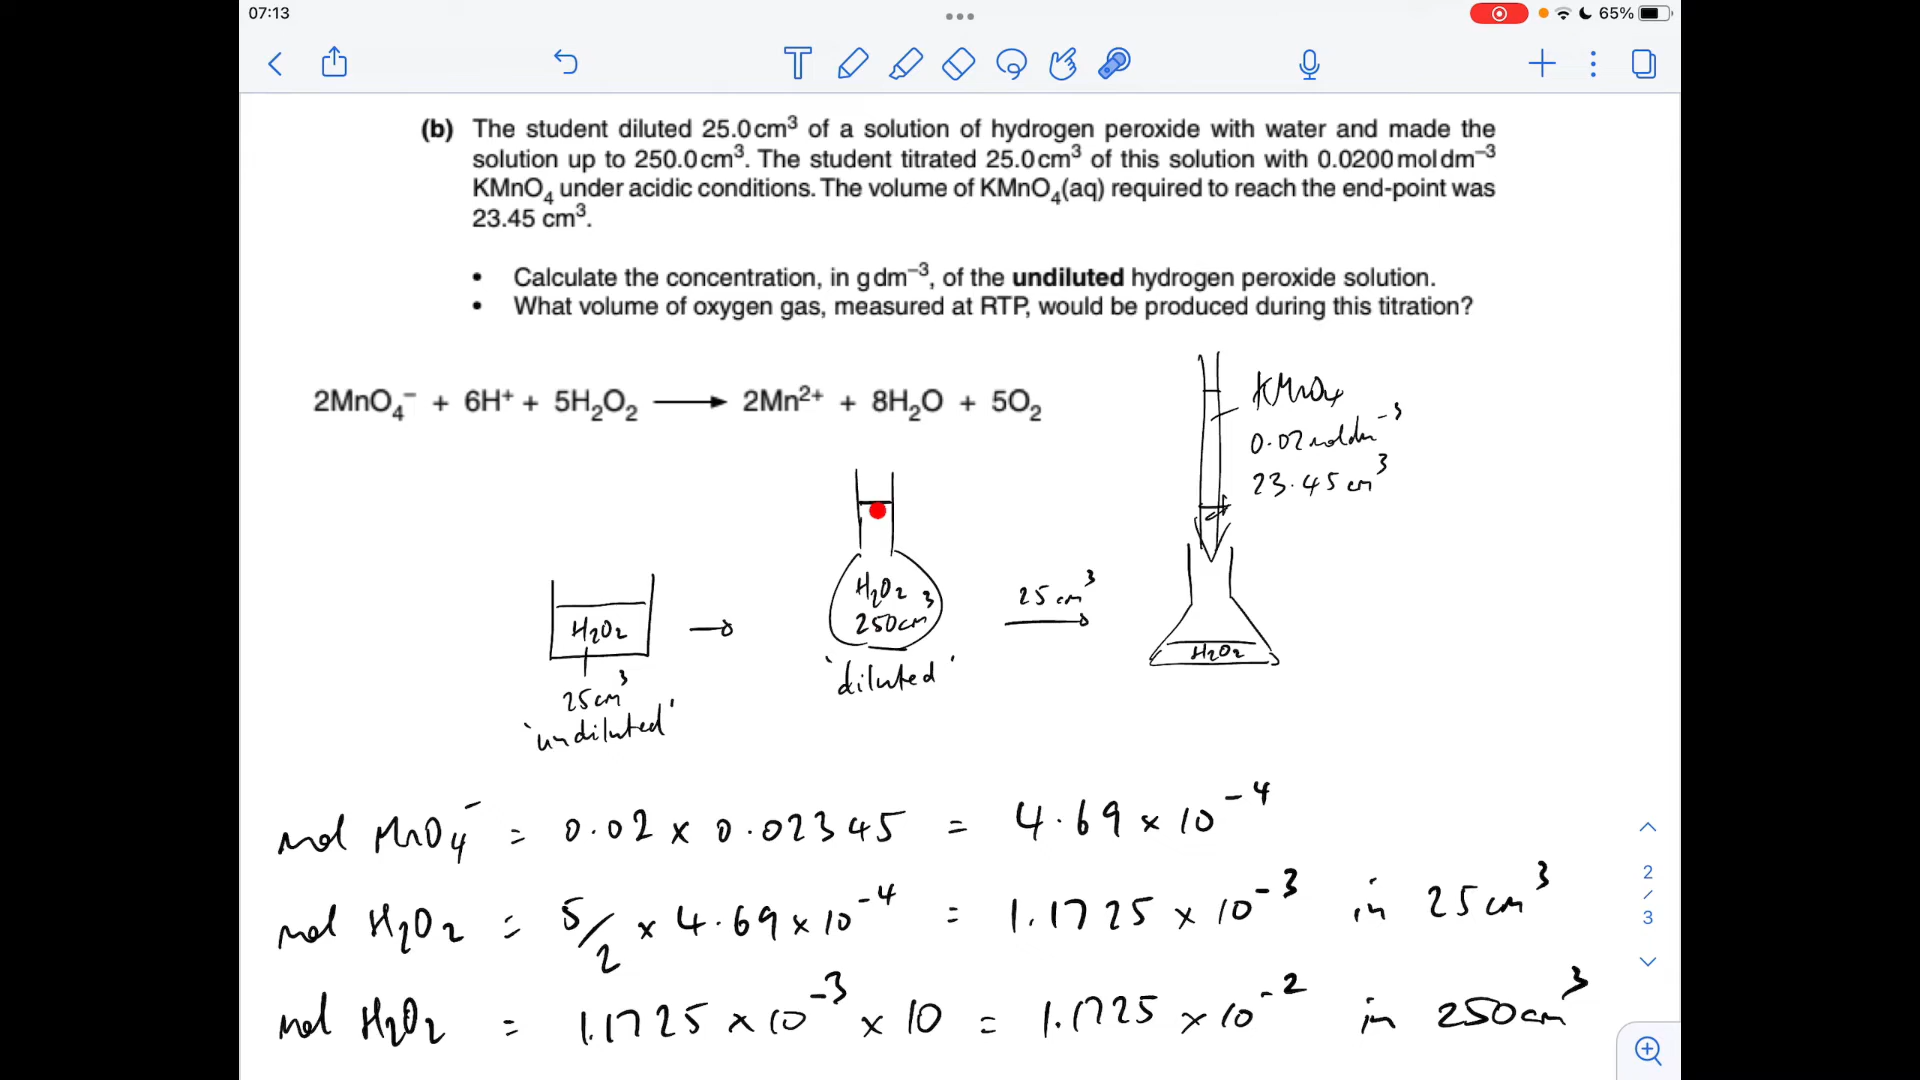 07:13
65%
(b) The student diluted 25.0 cm³ of a solution of hydrogen peroxide with water and made the
solution up to 250.0 cm³. The student titrated 25.0 cm³ of this solution with 0.0200 mol dm⁻³
KMnO₄ under acidic conditions. The volume of KMnO₄(aq) required to reach the end-point was
23.45 cm³.
• Calculate the concentration, in g dm⁻³, of the undiluted hydrogen peroxide solution.
• What volume of oxygen gas, measured at RTP, would be produced during this titration?
2MnO₄⁻ + 6H⁺ + 5H₂O₂ ⟶ 2Mn²⁺ + 8H₂O + 5O₂
KMnO₄
0.02 mol dm⁻³
23.45 cm³
H₂O₂
25 cm³
'undiluted'
→
H₂O₂
250 cm³
'diluted'
25 cm³
→
H₂O₂
mol MnO₄⁻ = 0.02 × 0.02345 = 4.69 × 10⁻⁴
mol H₂O₂ = 5/2 × 4.69 × 10⁻⁴ = 1.1725 × 10⁻³ in 25 cm³
mol H₂O₂ = 1.1725 × 10⁻³ × 10 = 1.1725 × 10⁻² in 250 cm³
2
/
3